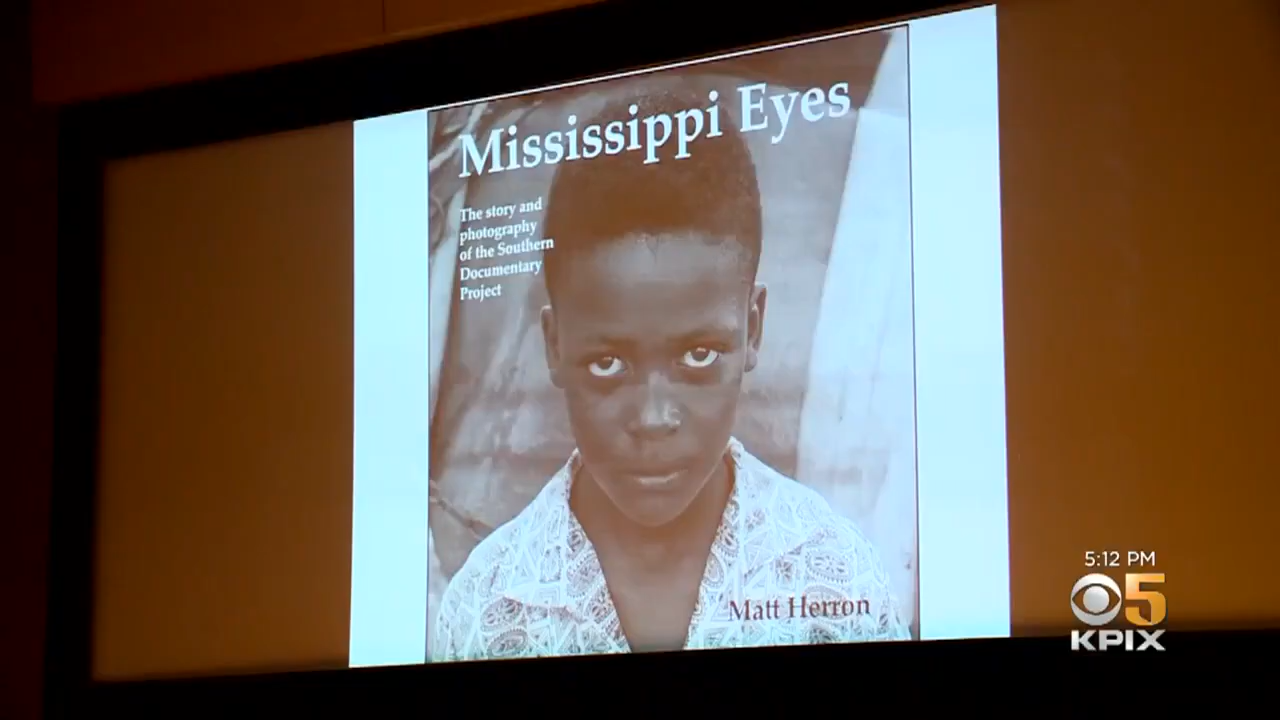 Mississippi Eyes
The story and
photography
of the Southern
Documentary
Project
Matt Herron
5:12 PM
5
KPIX